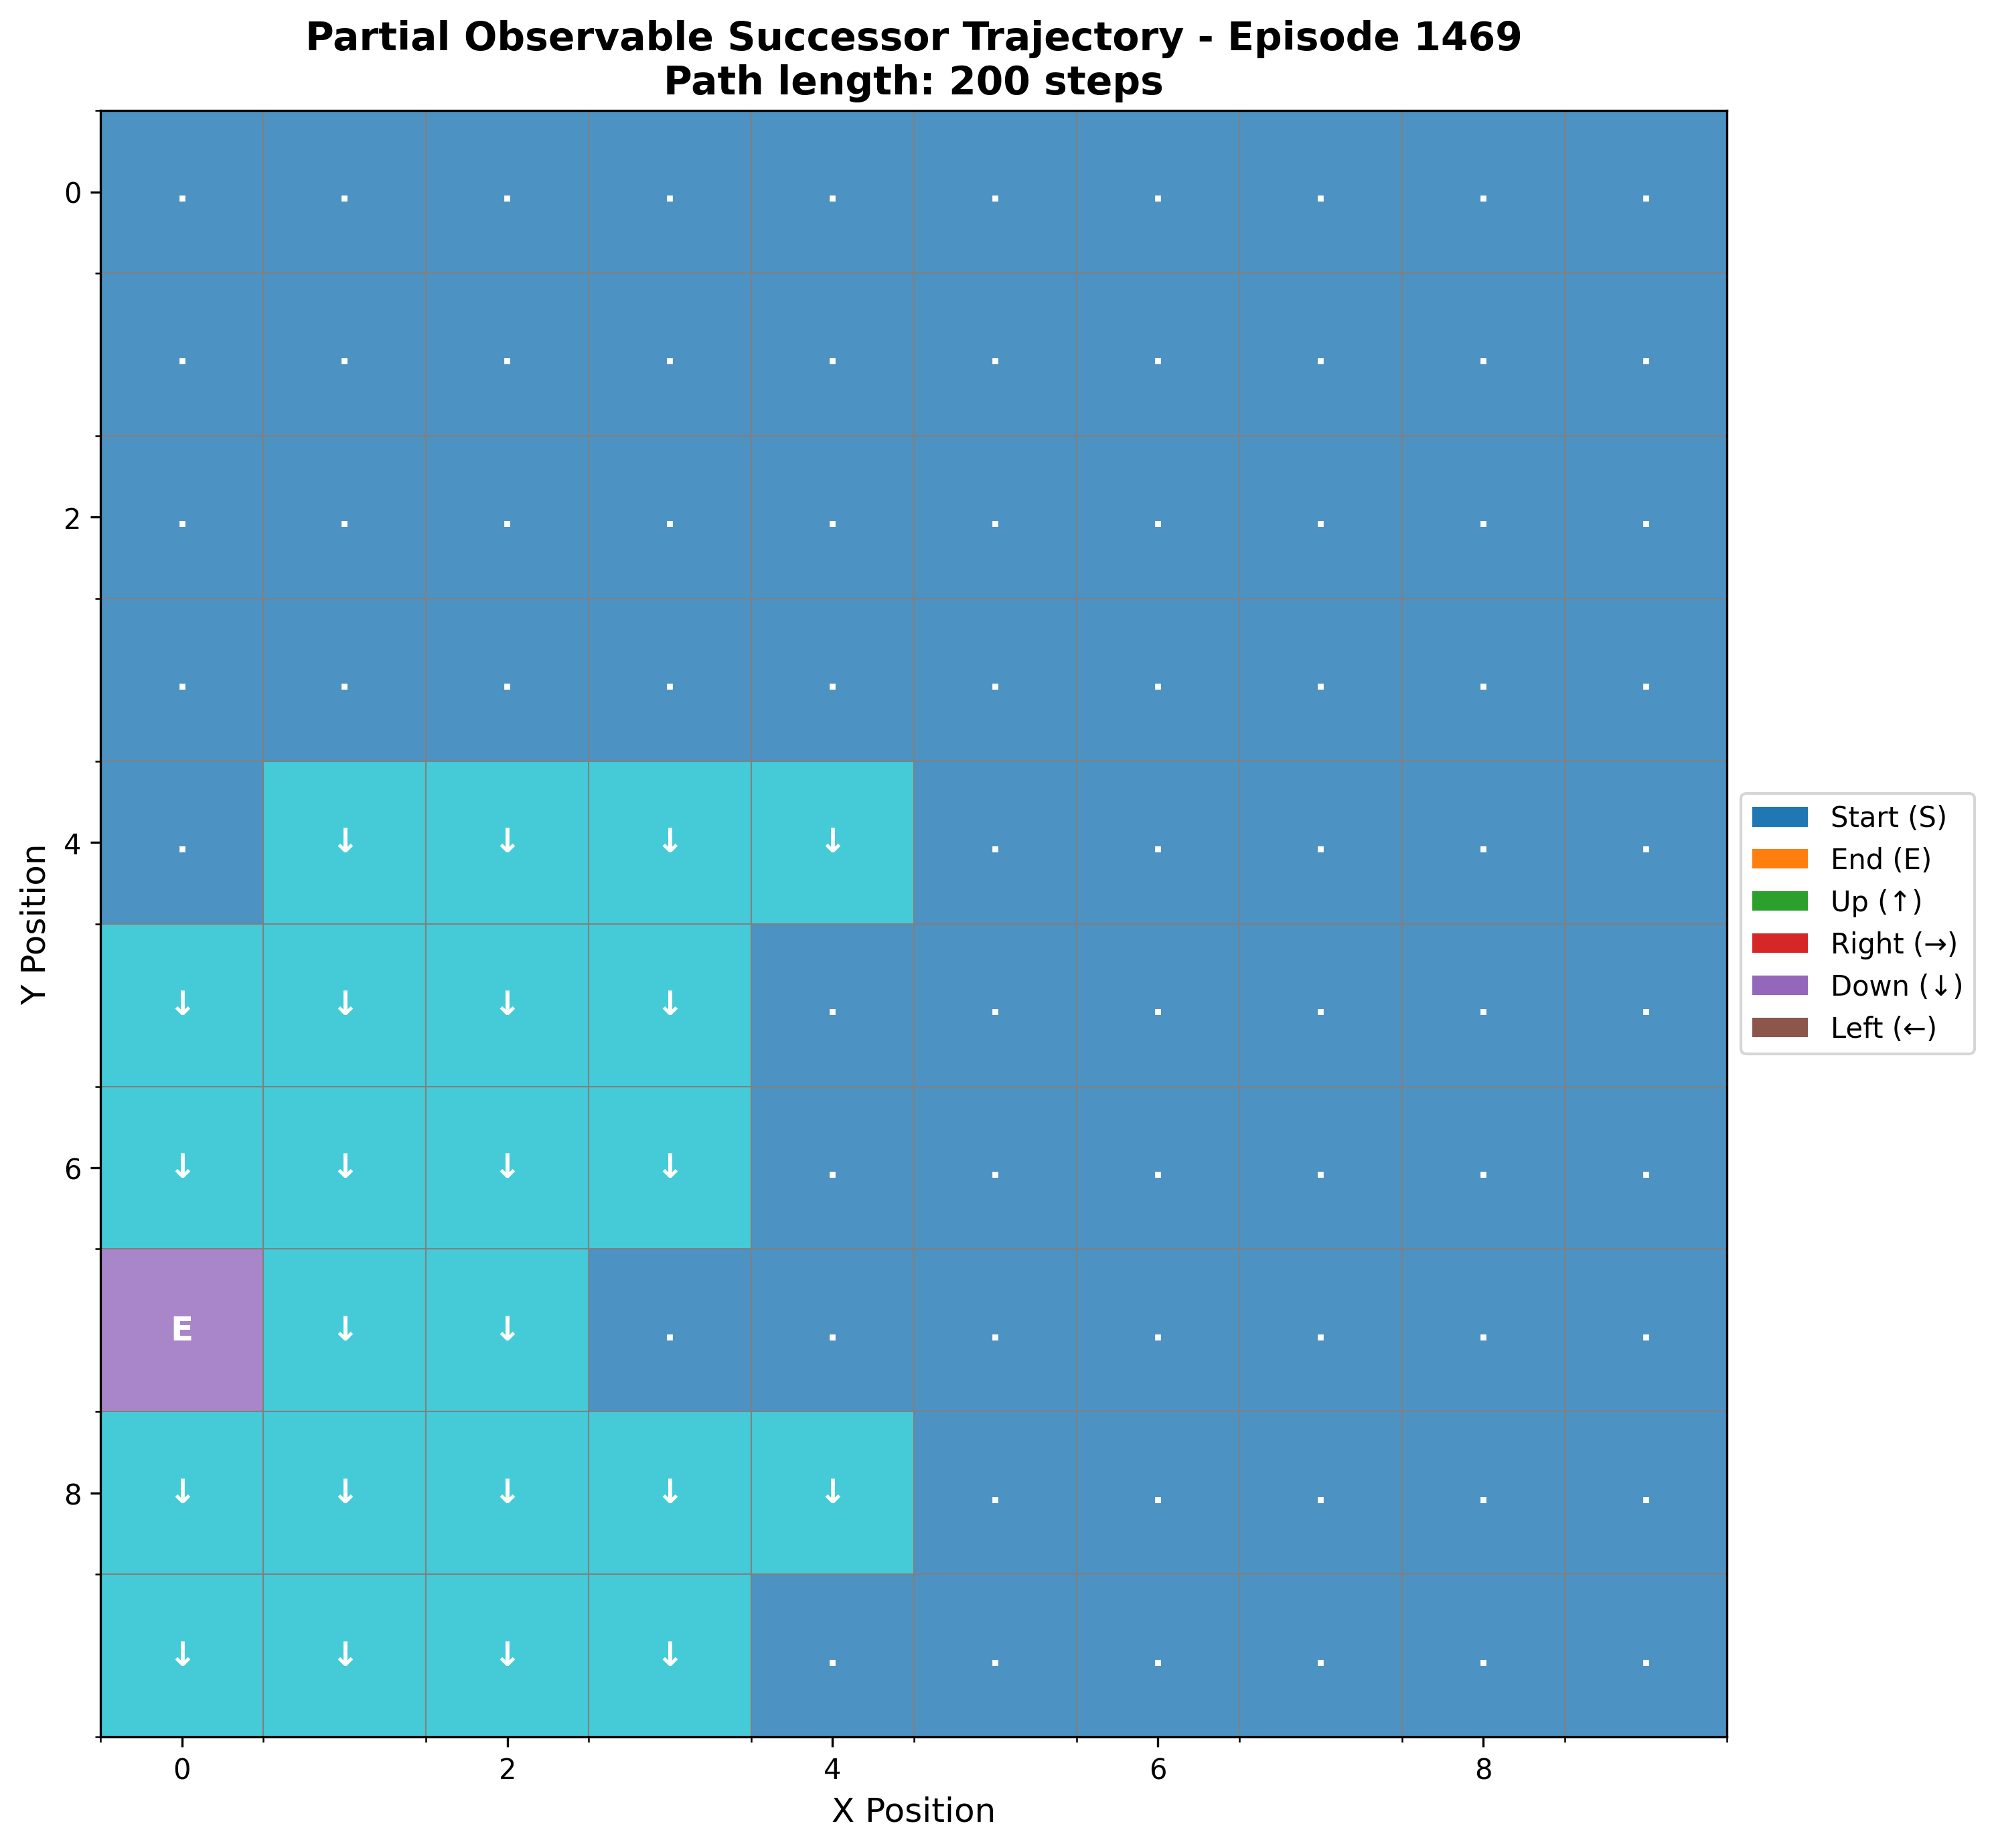 Partial Observable Successor Trajectory - Episode 1469
Path length: 200 steps
0 . . . . . . . . . .
. . . . . . . . . .
2 . . . . . . . . . .
. . . . . . . . . .
4 . ↓ ↓ ↓ ↓ . . . . .
↓ ↓ ↓ ↓ . . . . . .
6 ↓ ↓ ↓ ↓ . . . . . .
E ↓ ↓ . . . . . . .
8 ↓ ↓ ↓ ↓ ↓ . . . . .
↓ ↓ ↓ ↓ . . . . . .
0 2 4 6 8
X Position
Y Position
Start (S)
End (E)
Up (↑)
Right (→)
Down (↓)
Left (←)